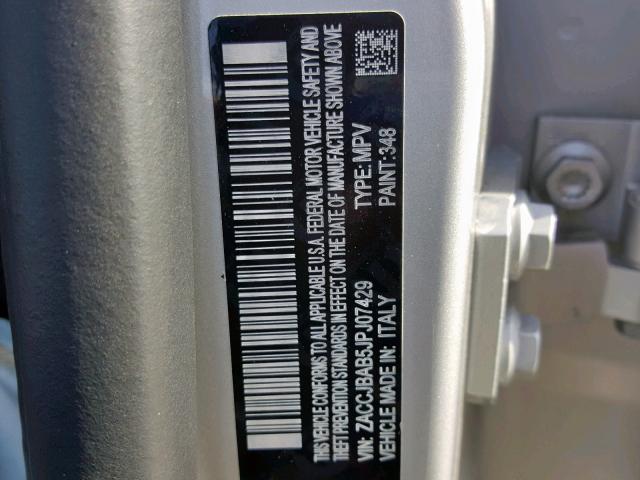 THIS VEHICLE CONFORMS TO ALL APPLICABLE U.S.A. FEDERAL MOTOR VEHICLE SAFETY AND
THEFT PREVENTION STANDARDS IN EFFECT ON THE DATE OF MANUFACTURE SHOWN ABOVE
VIN: ZACCJBAB5JPJ07429
TYPE: MPV
VEHICLE MADE IN: ITALY
PAINT: 348